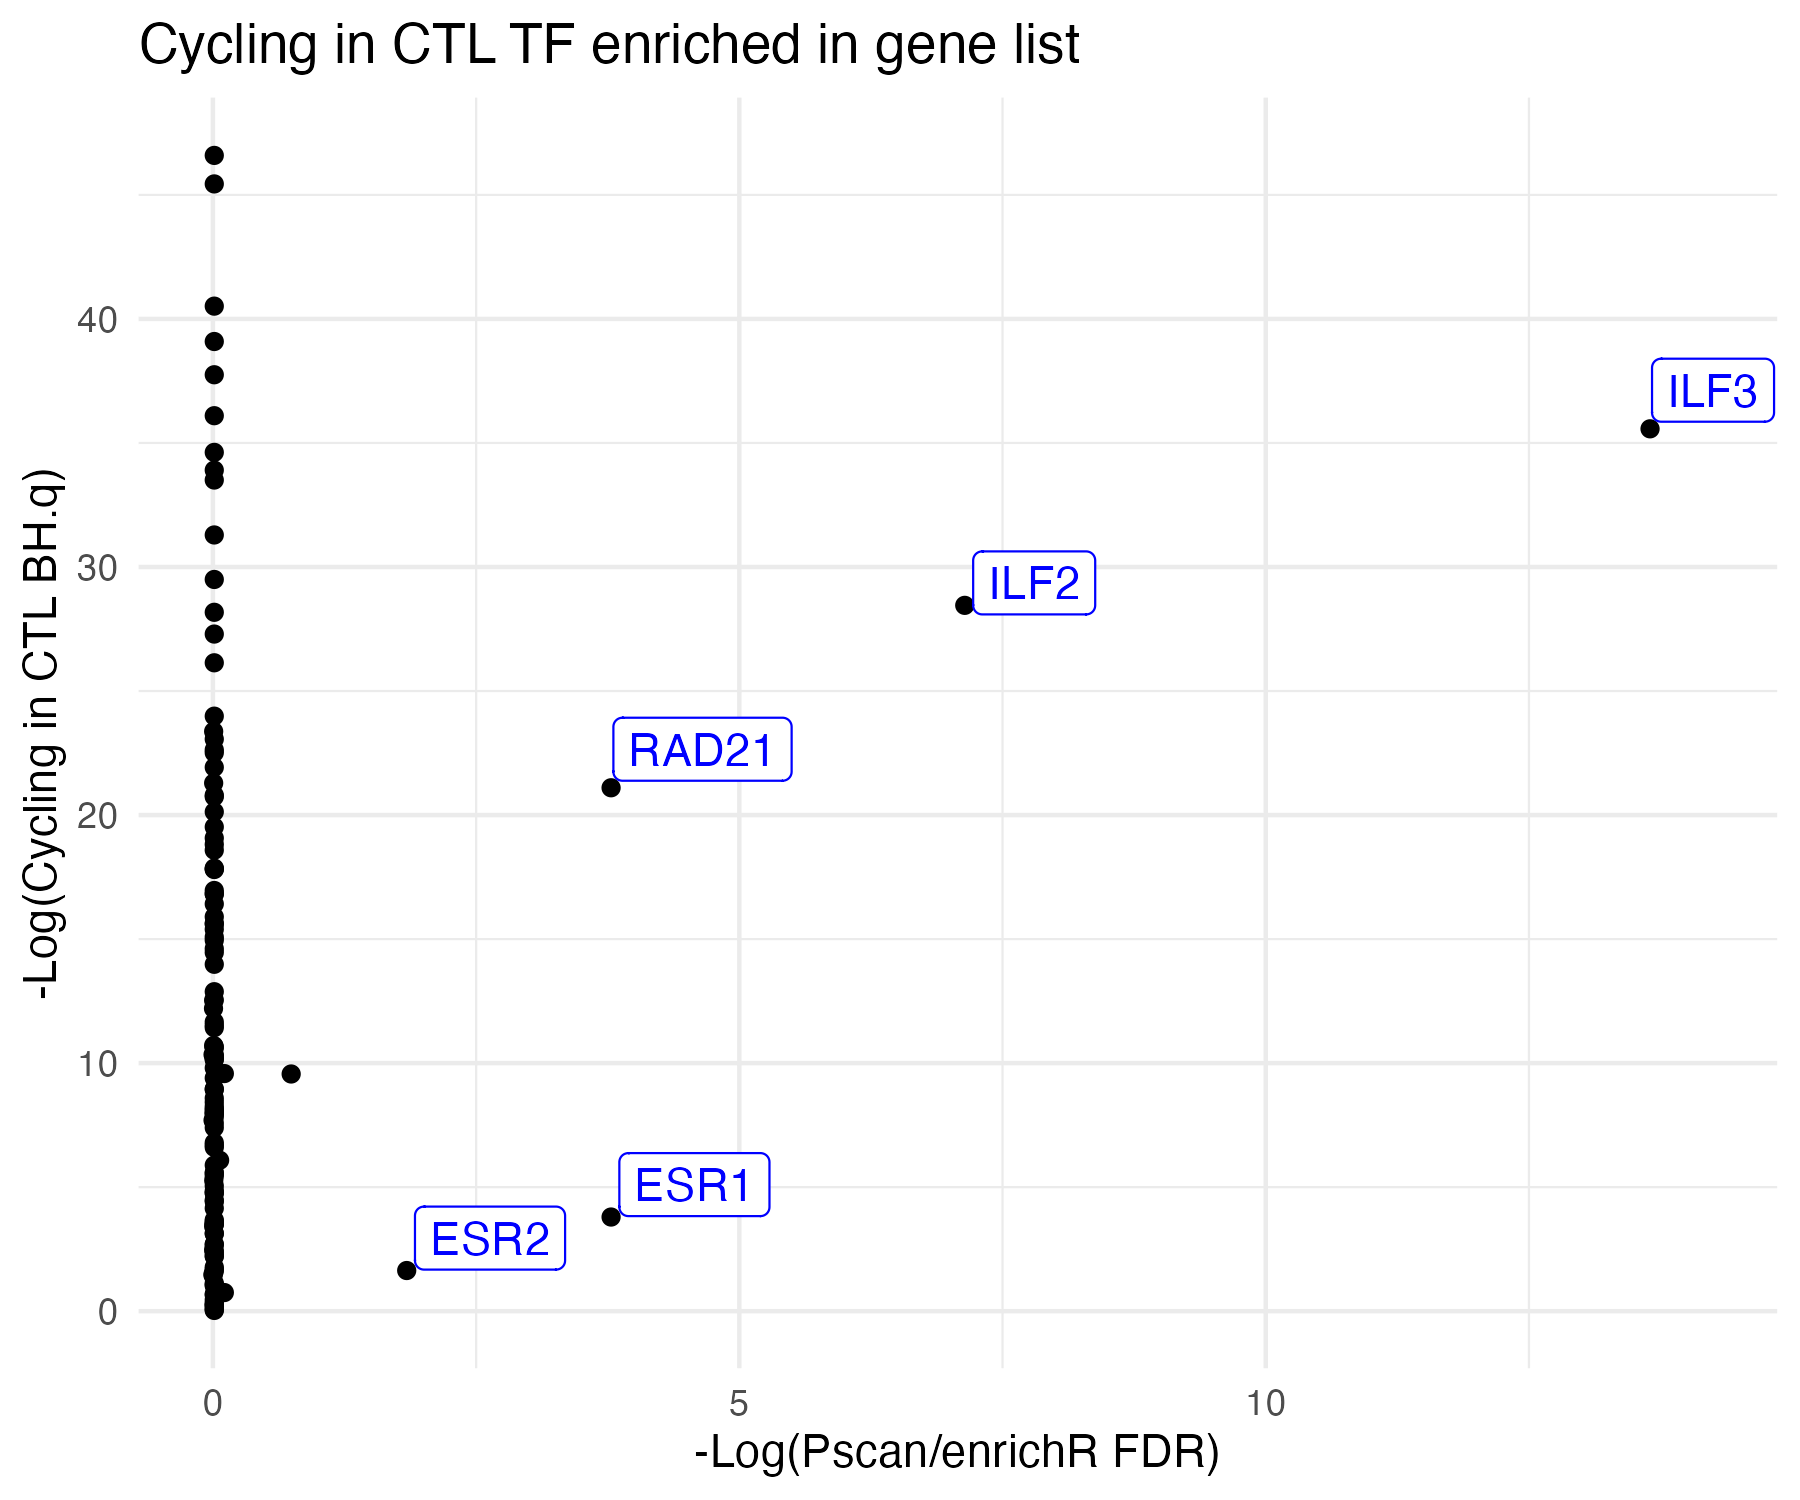 Cycling in CTL TF enriched in gene list
-Log(Cycling in CTL BH.q)
40
30
20
10
0
ILF3
ILF2
RAD21
ESR1
ESR2
0
5
10
-Log(Pscan/enrichR FDR)